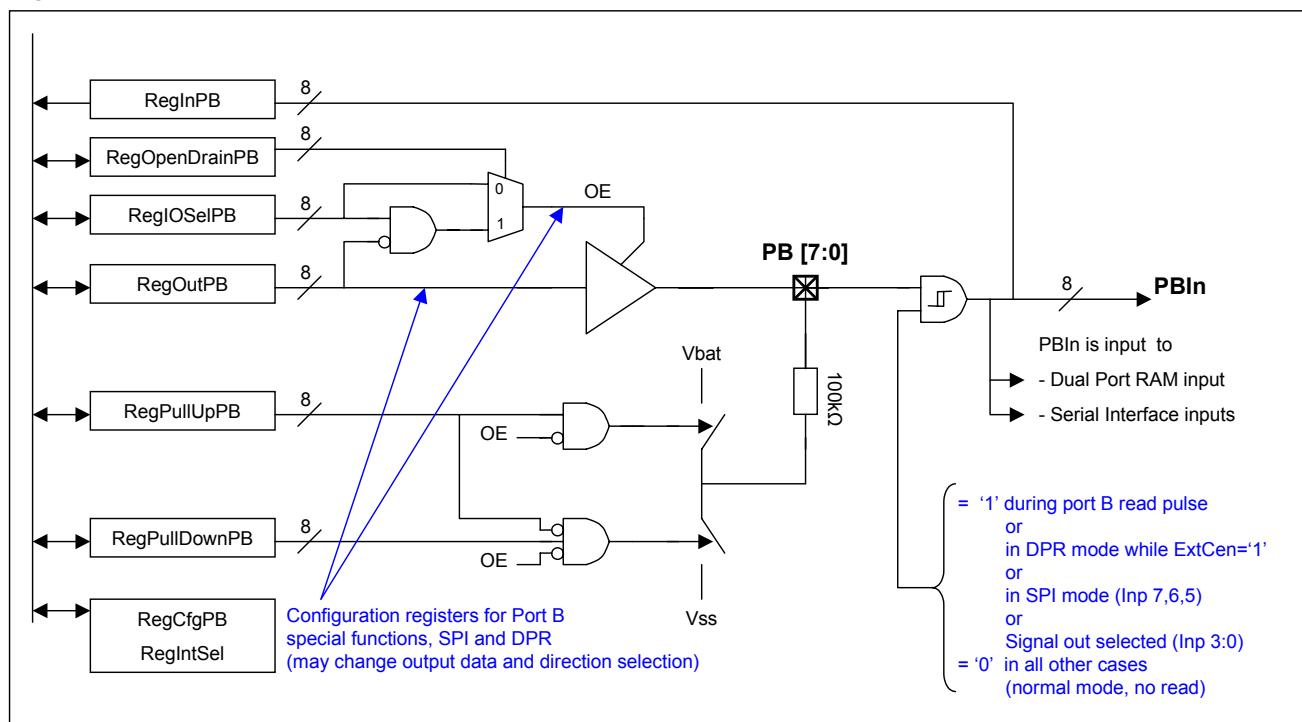 RegInPB
8
RegOpenDrainPB
8
RegIOSelPB
8
RegOutPB
8
0
1
OE
PB [7:0]
8
PBIn
PBIn is input to
- Dual Port RAM input
- Serial Interface inputs
RegPullUpPB
8
OE
Vbat
100kΩ
RegPullDownPB
8
OE
Vss
RegCfgPB
RegIntSel
Configuration registers for Port B
special functions, SPI and DPR
(may change output data and direction selection)
= ‘1’ during port B read pulse
or
in DPR mode while ExtCen=‘1’
or
in SPI mode (Inp 7,6,5)
or
Signal out selected (Inp 3:0)
= ‘0’ in all other cases
(normal mode, no read)